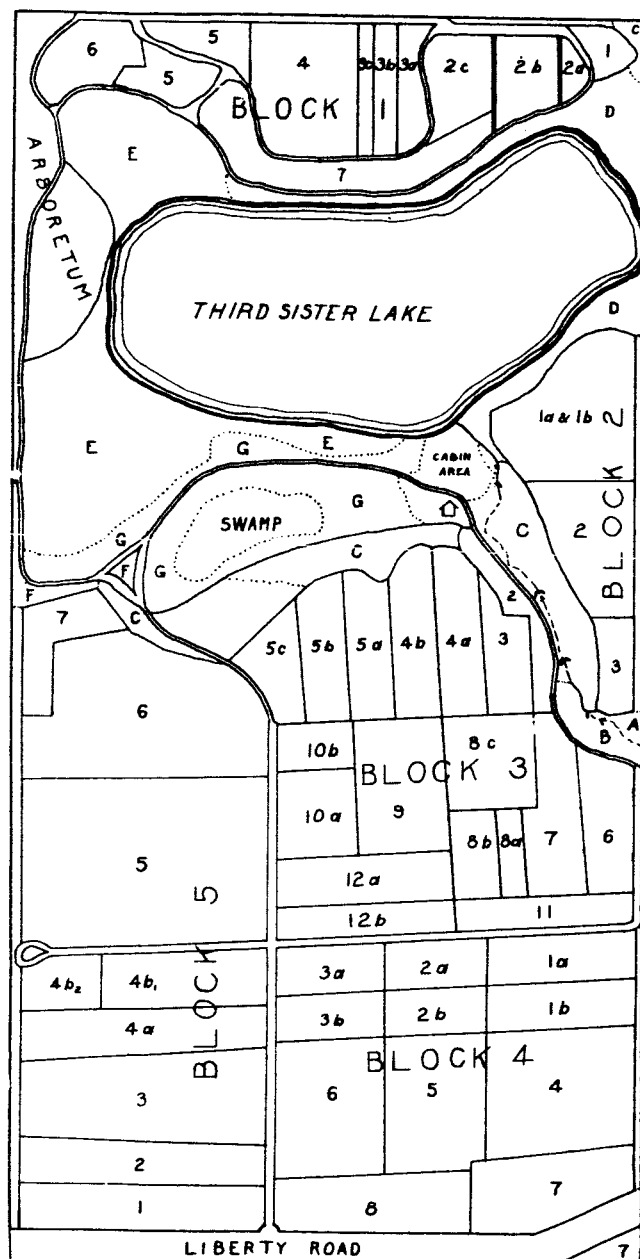 6
5
5
4
3c 3b 3a
2c
2b
2a
1
C
BLOCK 1
D
E
7
ARBORETUM
THIRD SISTER LAKE
D
1a & 1b
BLOCK 2
E
G
E
CABIN
AREA
G
SWAMP
C
2
G
F
G
C
F
7
C
2
3
5c
5b
5a
4b
4a
3
A
B
6
10b
8c
BLOCK 3
10a
9
8b
8a
7
6
5
12a
12b
11
BLOCK 5
4b₂
4b₁
3a
2a
1a
4a
3b
2b
1b
BLOCK 4
3
6
5
4
2
7
1
8
LIBERTY ROAD
7